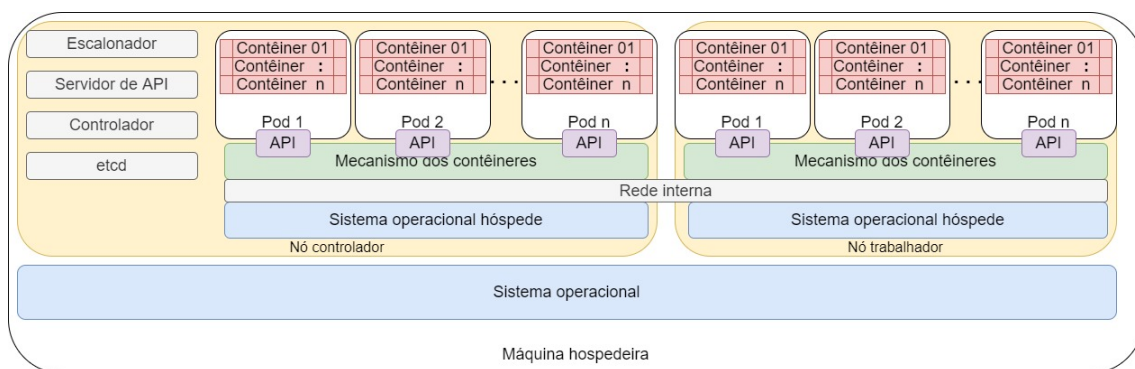 Escalonador
Servidor de API
Controlador
etcd
Contêiner 01
Contêiner :
Contêiner n
Pod 1
API
Contêiner 01
Contêiner :
Contêiner n
Pod 2
API
...
Contêiner 01
Contêiner :
Contêiner n
Pod n
API
Mecanismo dos contêineres
Contêiner 01
Contêiner :
Contêiner n
Pod 1
API
Contêiner 01
Contêiner :
Contêiner n
Pod 2
API
...
Contêiner 01
Contêiner :
Contêiner n
Pod n
API
Mecanismo dos contêineres
Rede interna
Sistema operacional hóspede
Sistema operacional hóspede
Nó controlador
Nó trabalhador
Sistema operacional
Máquina hospedeira